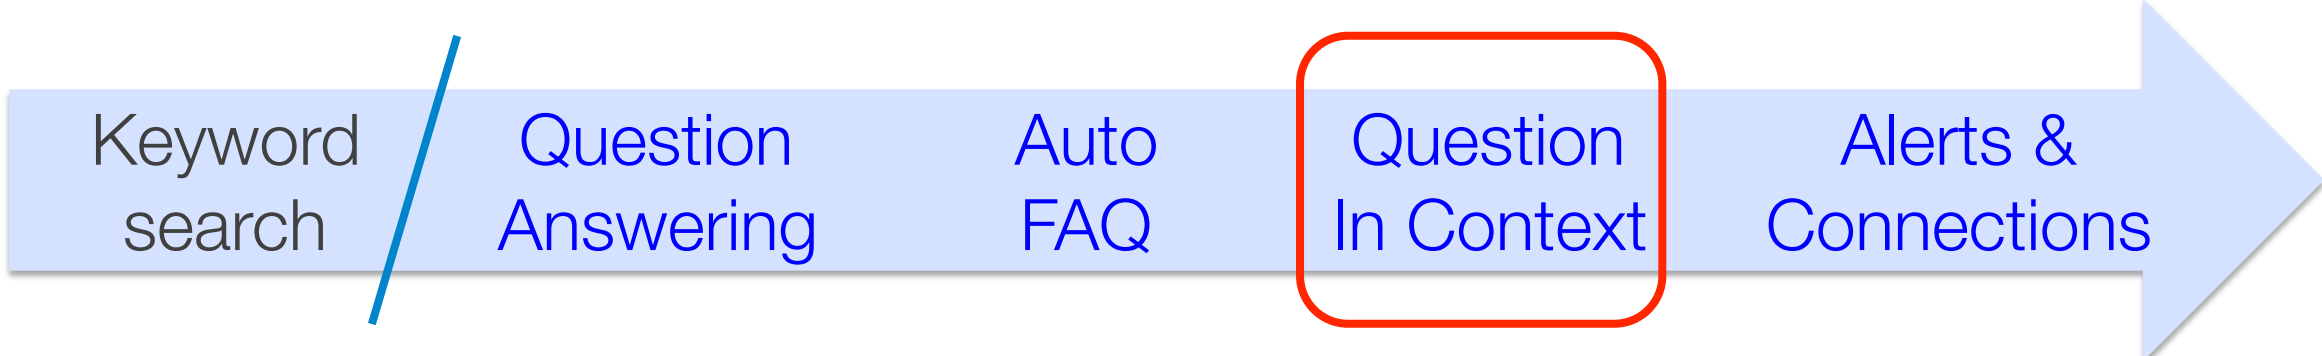 Keyword
search
Question
Answering
Auto
FAQ
Question
In Context
Alerts &
Connections